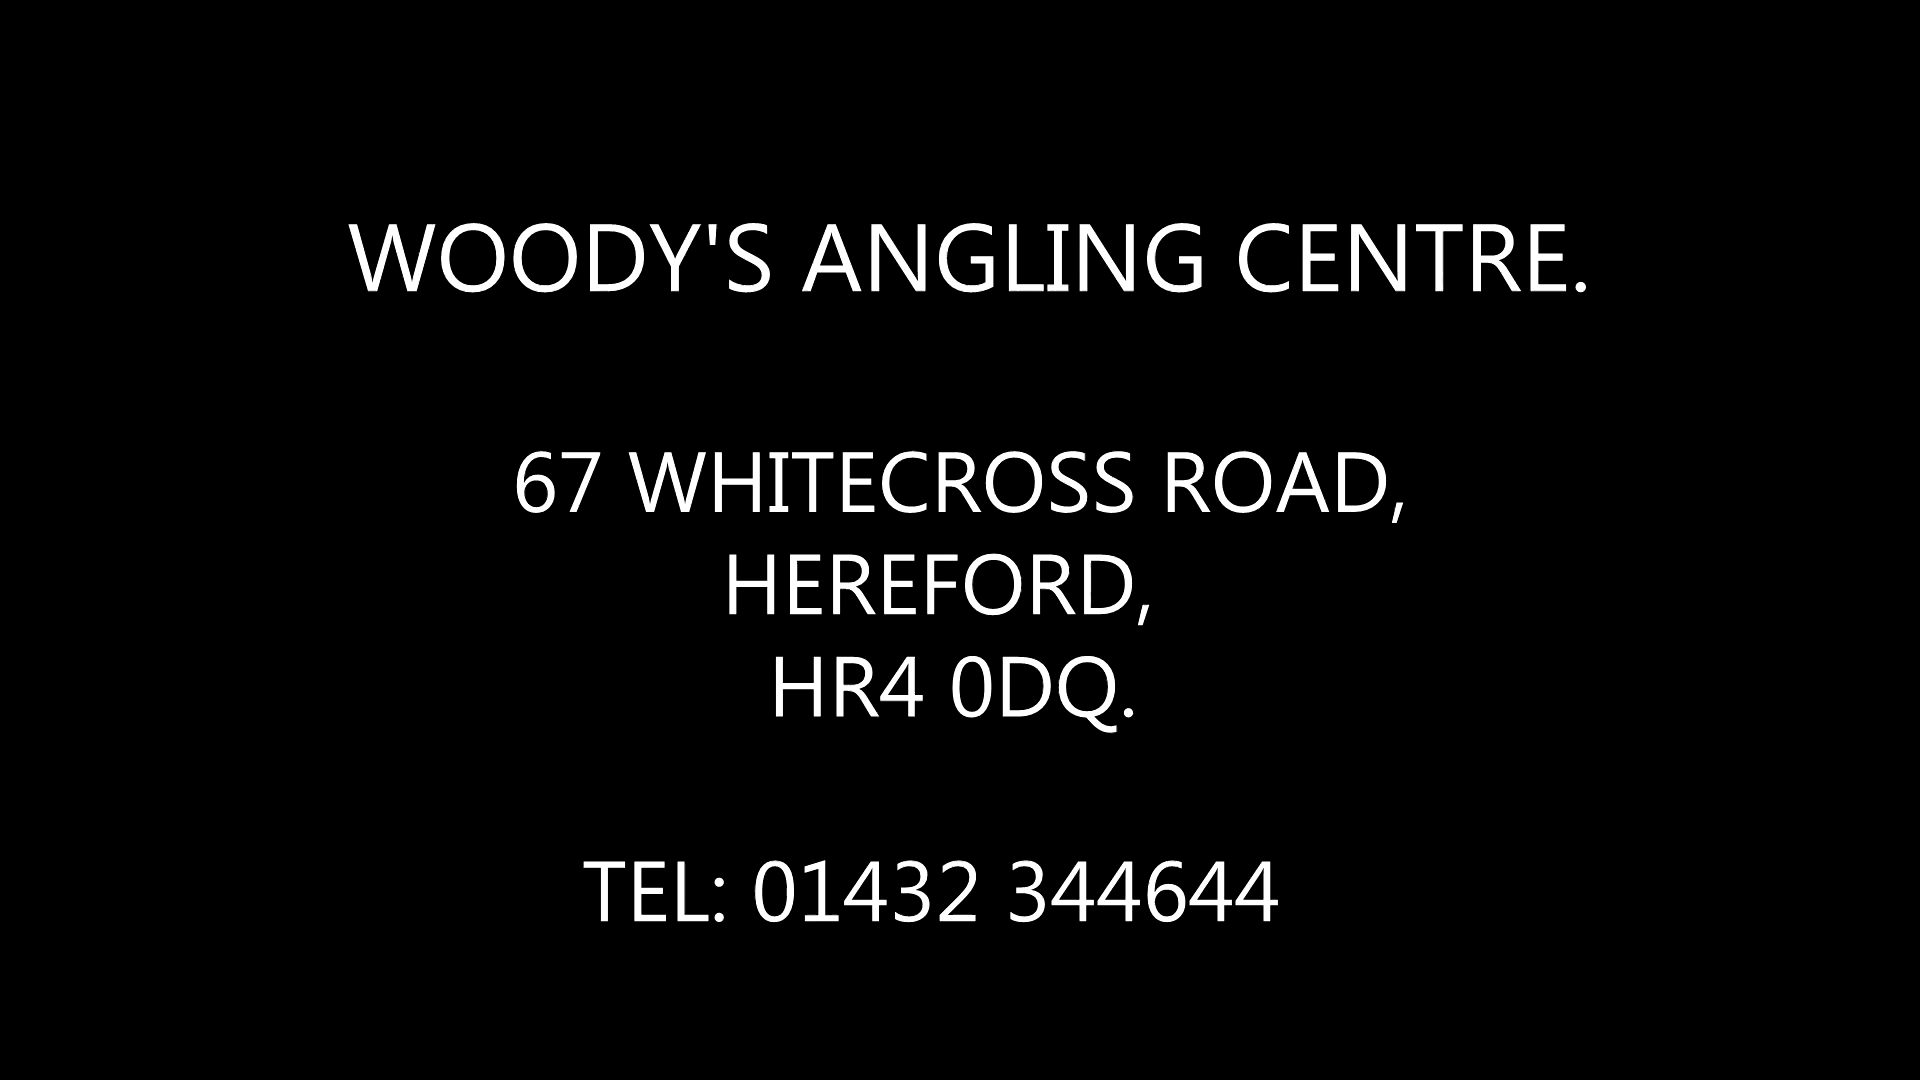 WOODY'S ANGLING CENTRE.
67 WHITECROSS ROAD,
HEREFORD,
HR4 0DQ.
TEL: 01432 344644